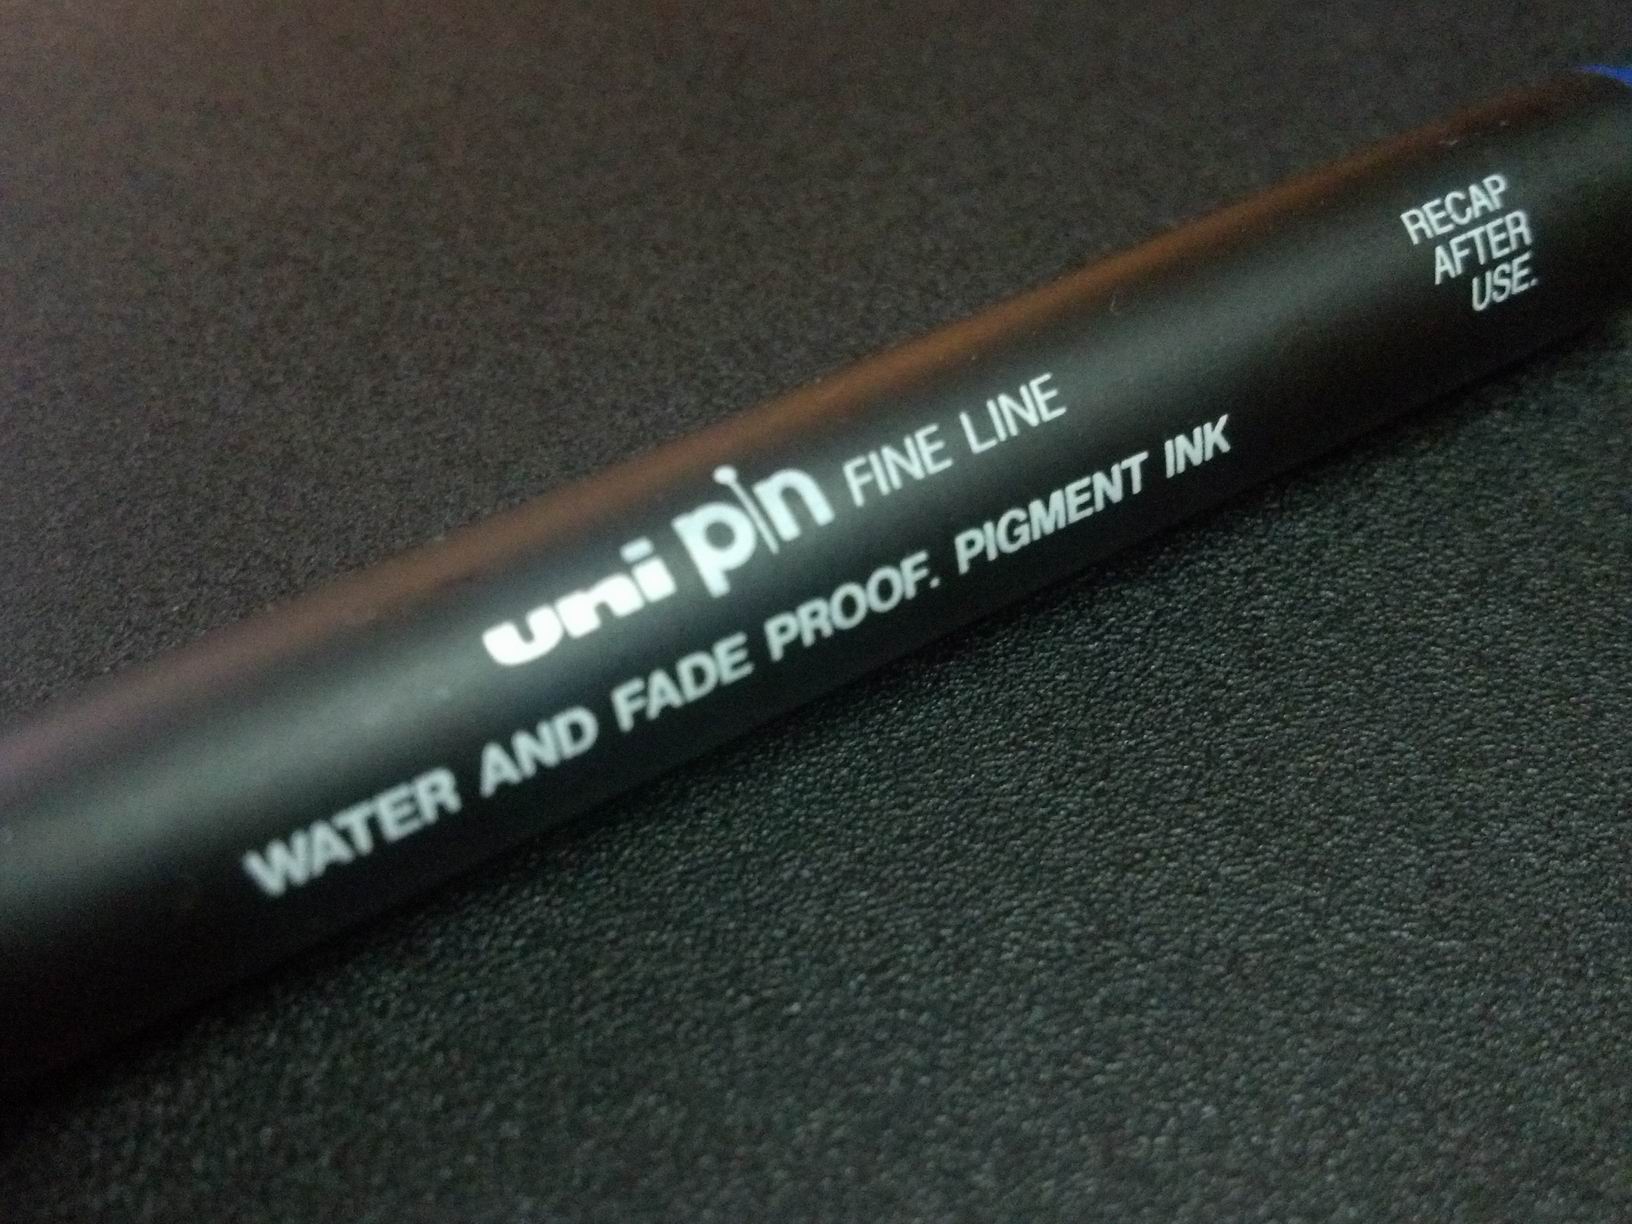 uni pin FINE LINE
WATER AND FADE PROOF. PIGMENT INK
RECAP
AFTER
USE.